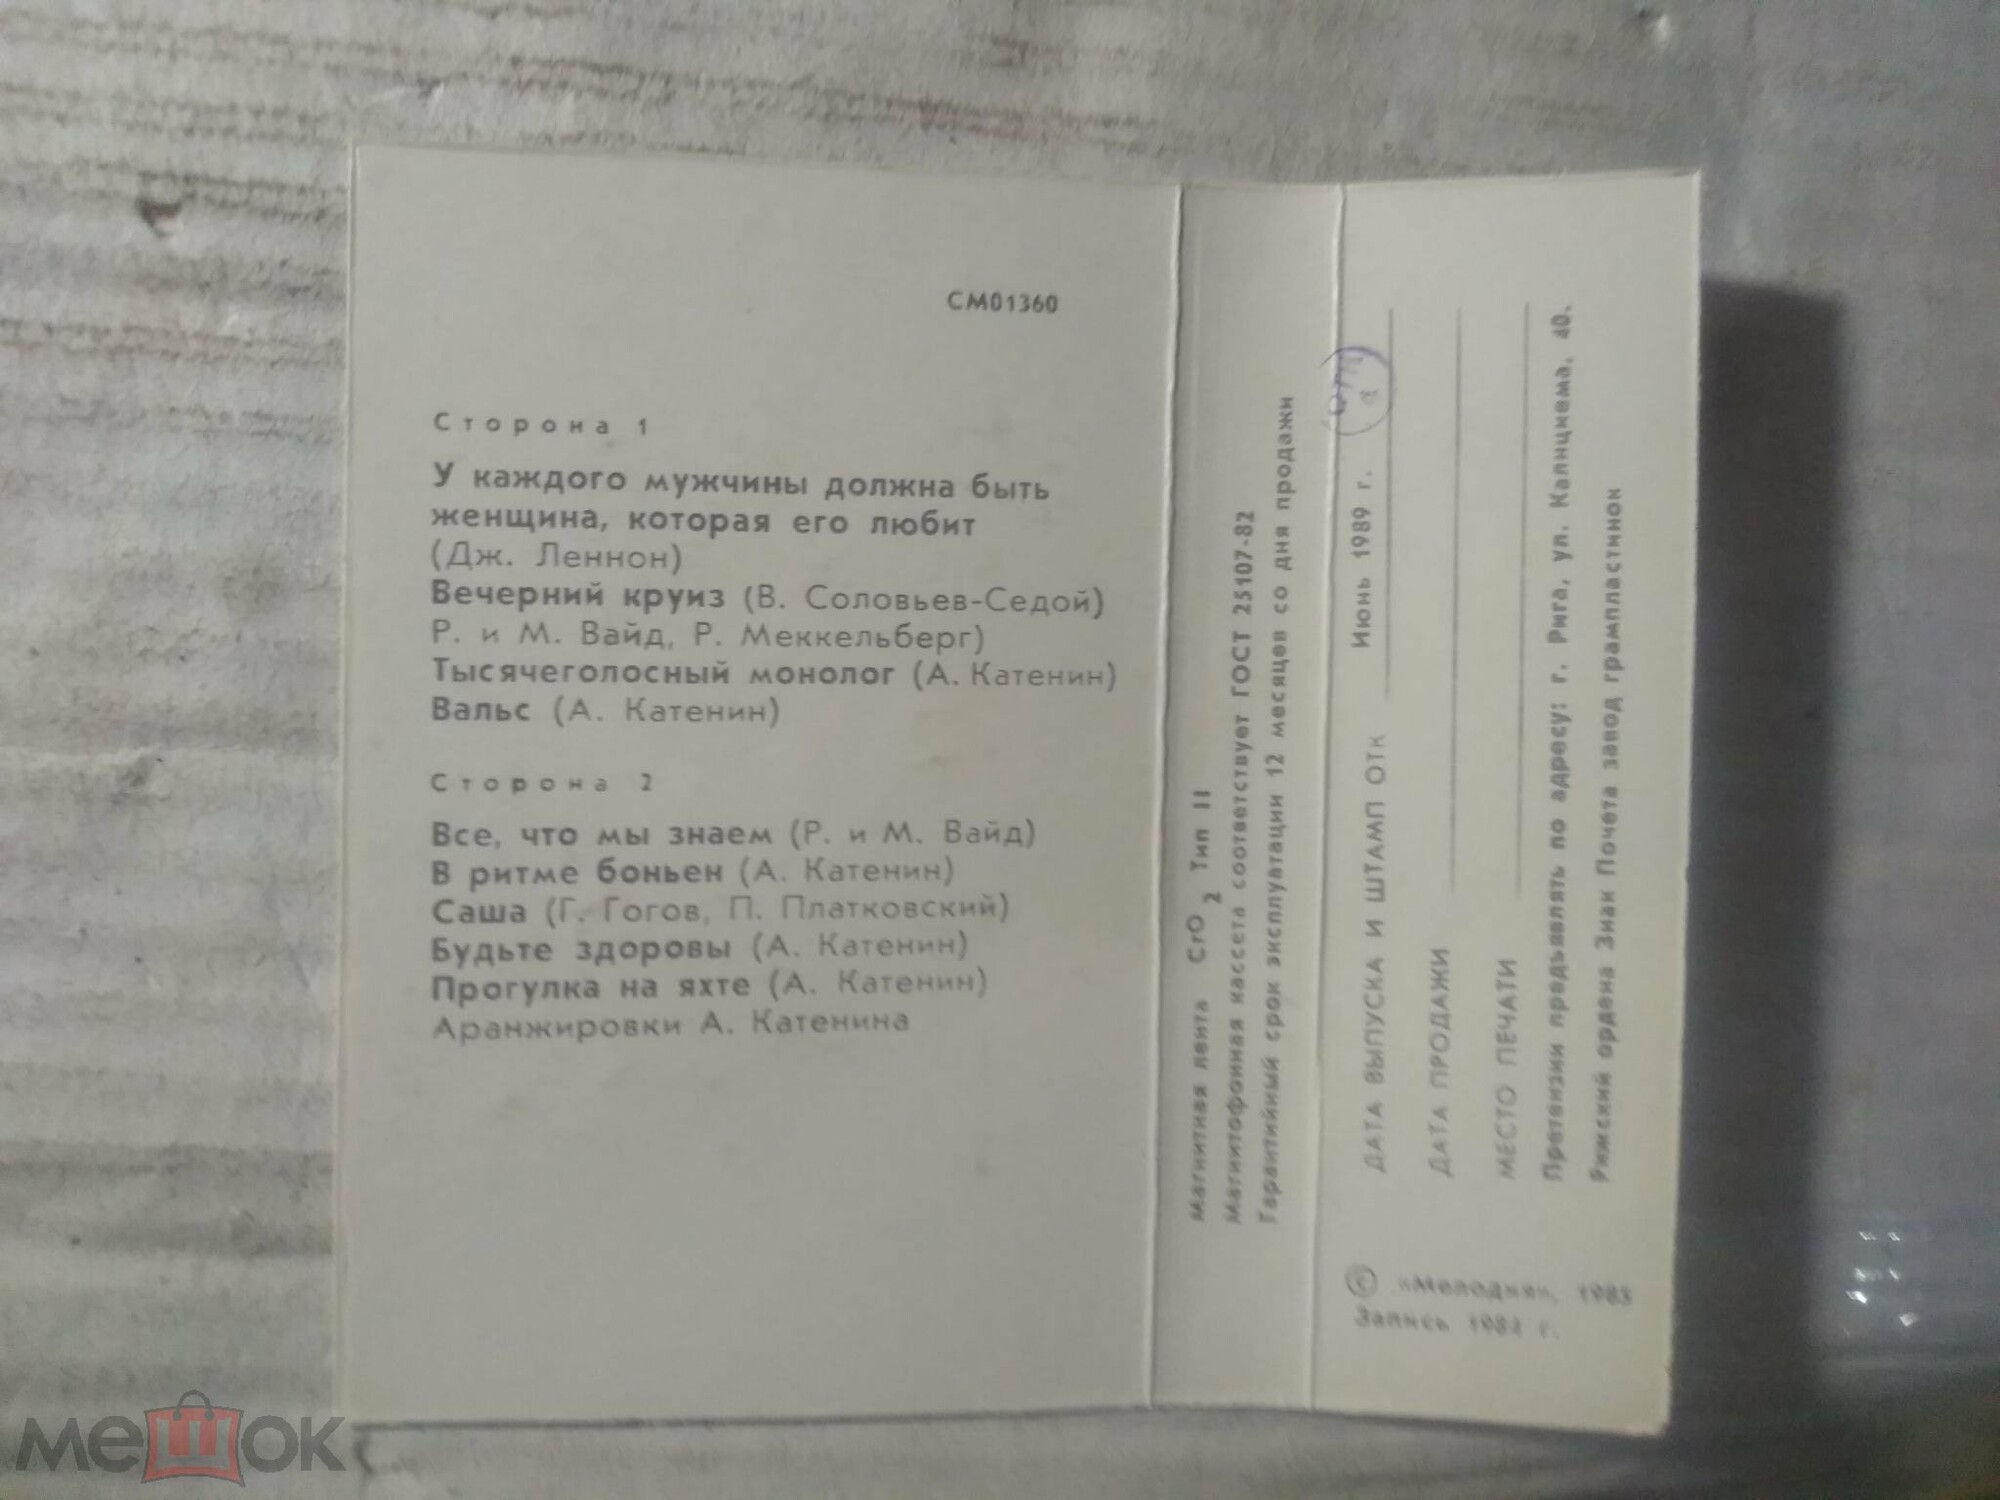 СМ01360
Сторона 1
У каждого мужчины должна быть
женщина, которая его любит
(Дж. Леннон)
Вечерний круиз (В. Соловьев-Седой)
Р. и М. Вайд, Р. Меккельберг)
Тысячеголосный монолог (А. Катенин)
Вальс (А. Катенин)
Сторона 2
Все, что мы знаем (Р. и М. Вайд)
В ритме боньен (А. Катенин)
Саша (Г. Гогов, П. Платковский)
Будьте здоровы (А. Катенин)
Прогулка на яхте (А. Катенин)
Аранжировки А. Катенина
Магнитная лента CrO2 Тип II
Магнитофонная кассета соответствует ГОСТ 25107-82
Гарантийный срок эксплуатации 12 месяцев со дня продажи
ДАТА ВЫПУСКА И ШТАМП ОТК Июнь 1989 г.
ДАТА ПРОДАЖИ
МЕСТО ПЕЧАТИ
Претензии предъявлять по адресу: г. Рига, ул. Калнциема, 40.
Рижский ордена Знак Почета завод грампластинок
© «Мелодия»,
Запись г.
мешок